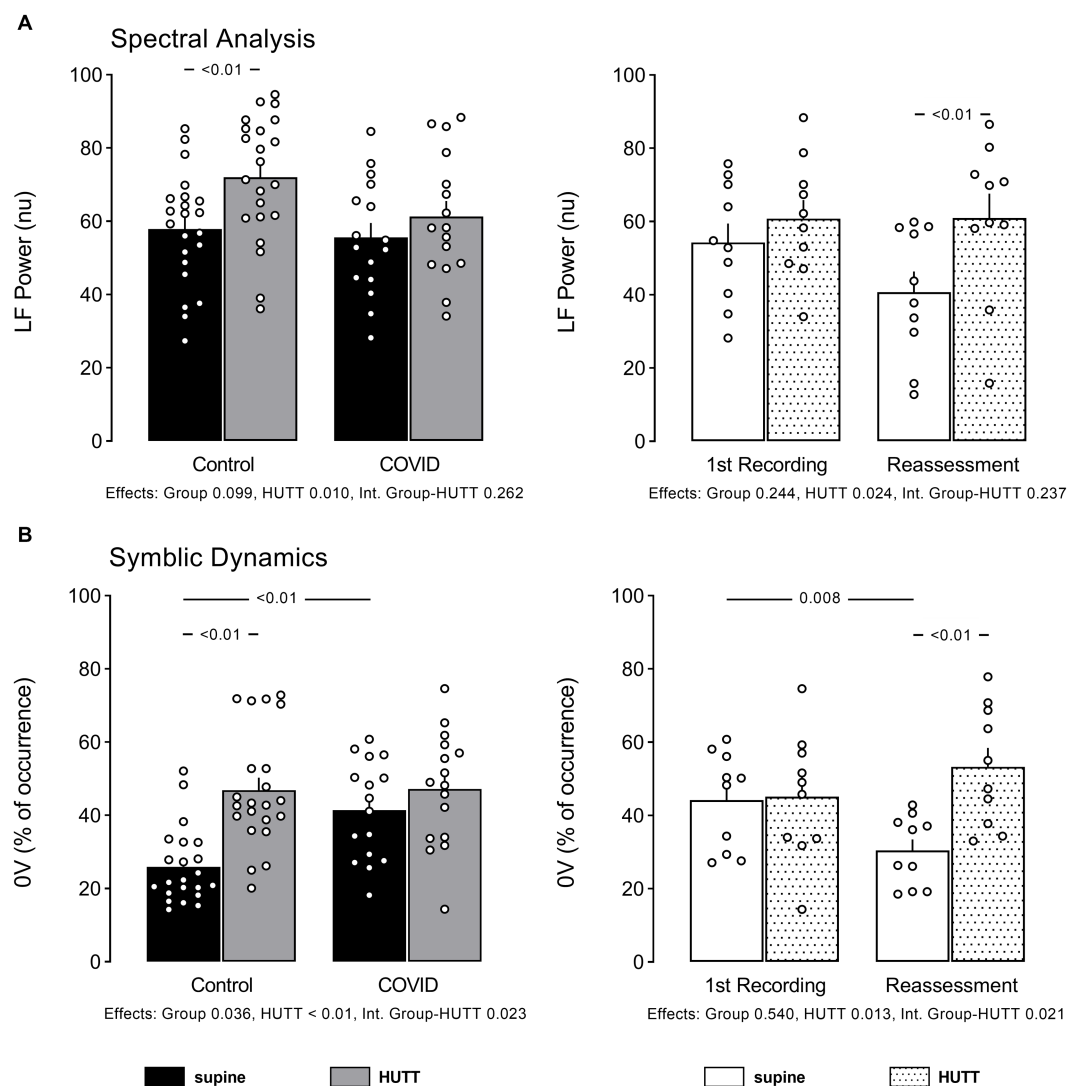 A
Spectral Analysis
LF Power (nu)
100
80
60
40
20
0
<0.01
Control
COVID
Effects: Group 0.099, HUTT 0.010, Int. Group-HUTT 0.262
LF Power (nu)
100
80
60
40
20
0
<0.01
1st Recording
Reassessment
Effects: Group 0.244, HUTT 0.024, Int. Group-HUTT 0.237
B
Symblic Dynamics
0V (% of occurrence)
100
80
60
40
20
0
<0.01
<0.01
Control
COVID
Effects: Group 0.036, HUTT < 0.01, Int. Group-HUTT 0.023
0V (% of occurrence)
100
80
60
40
20
0
0.008
<0.01
1st Recording
Reassessment
Effects: Group 0.540, HUTT 0.013, Int. Group-HUTT 0.021
supine
HUTT
supine
HUTT